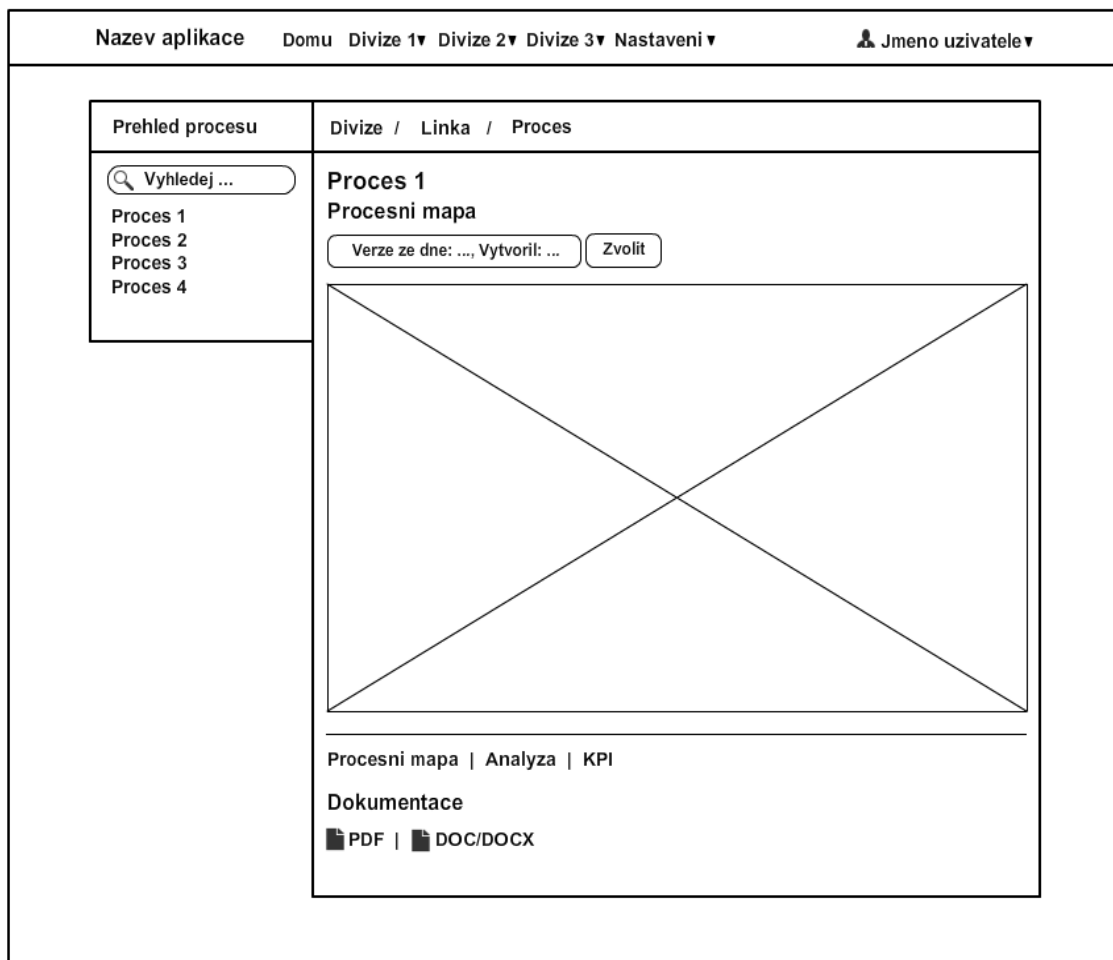 Nazev aplikace Domu Divize 1▾ Divize 2▾ Divize 3▾ Nastaveni ▾ Jmeno uzivatele▾
Prehled procesu
Vyhledej ...
Proces 1
Proces 2
Proces 3
Proces 4
Divize / Linka / Proces
Proces 1
Procesni mapa
Verze ze dne: ..., Vytvoril: ... Zvolit
Procesni mapa | Analyza | KPI
Dokumentace
PDF | DOC/DOCX